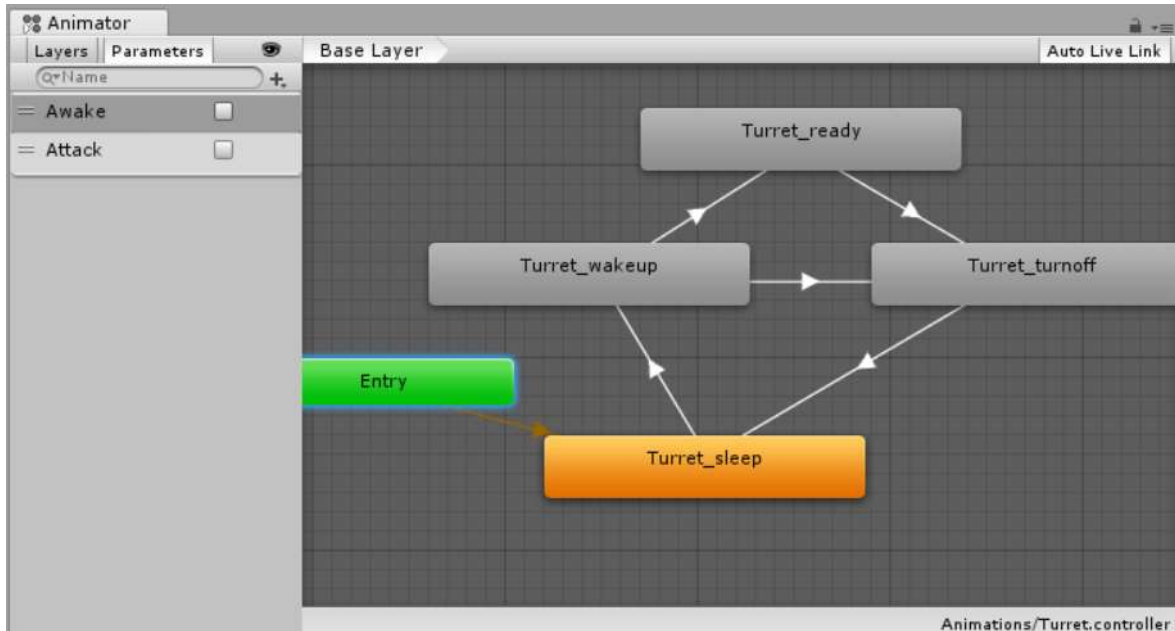 Animator
Layers Parameters
Base Layer
Auto Live Link
Name
Awake
Attack
Turret_ready
Turret_wakeup
Turret_turnoff
Entry
Turret_sleep
Animations/Turret.controller